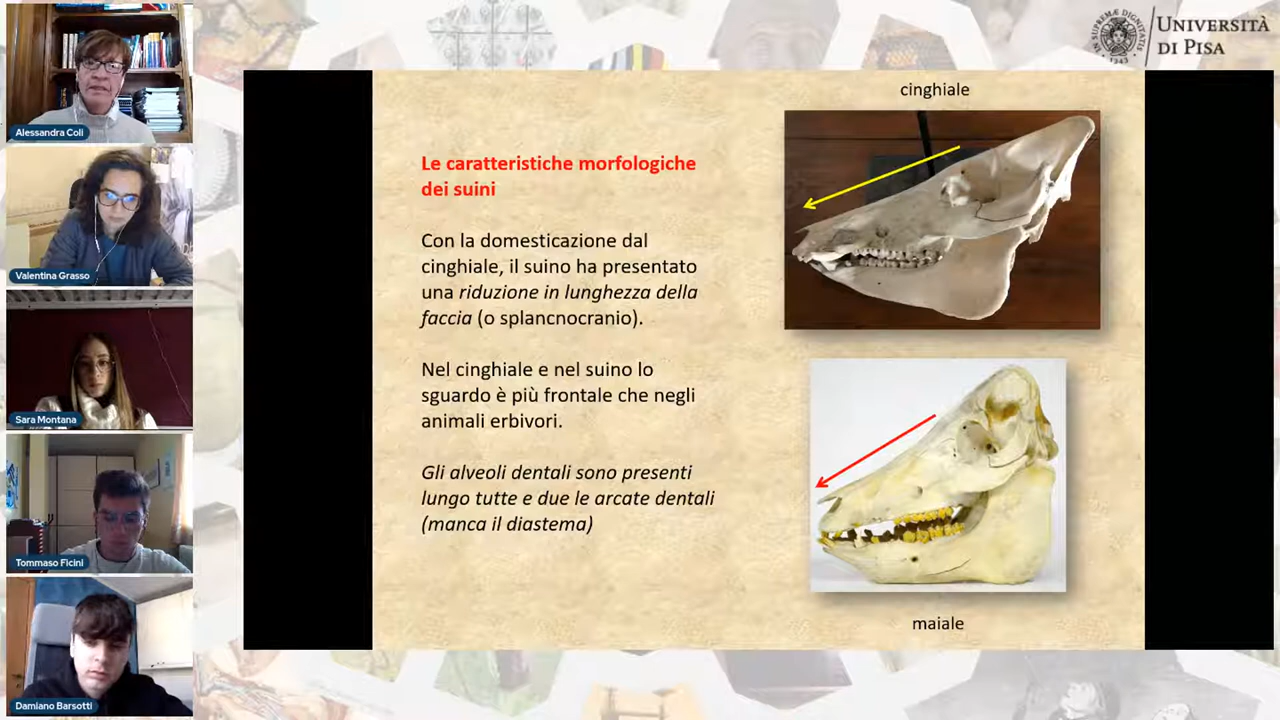 UNIVERSITÀ
DI PISA
1343
Alessandra Coli
Valentina Grasso
Sara Montana
Tommaso Ficini
Damiano Barsotti
Le caratteristiche morfologiche
dei suini
Con la domesticazione dal
cinghiale, il suino ha presentato
una riduzione in lunghezza della
faccia (o splancnocranio).
Nel cinghiale e nel suino lo
sguardo è più frontale che negli
animali erbivori.
Gli alveoli dentali sono presenti
lungo tutte e due le arcate dentali
(manca il diastema)
cinghiale
maiale